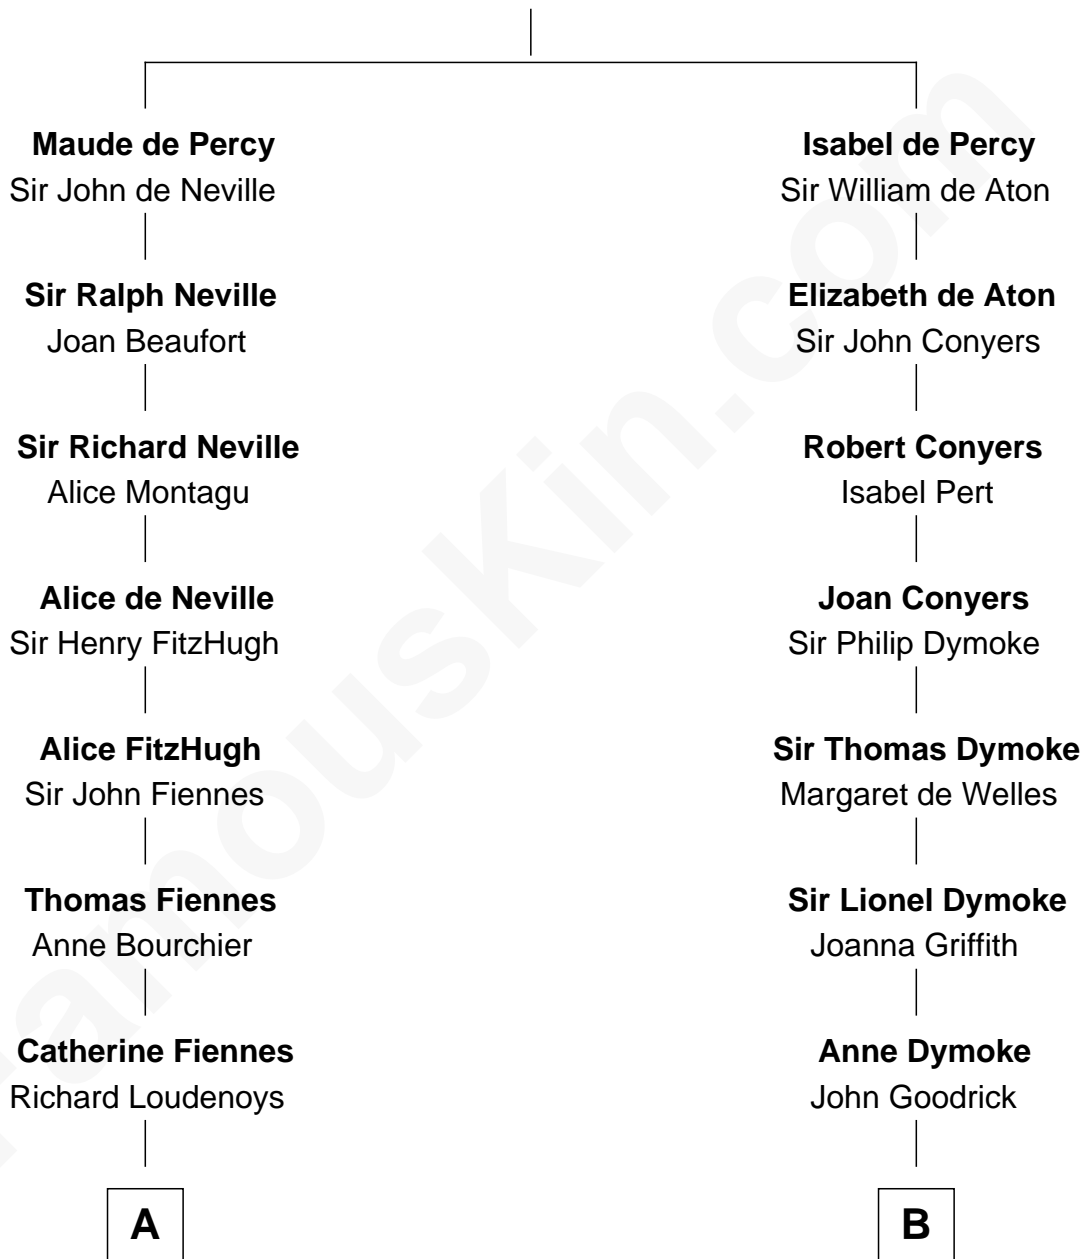 Maude de Percy
Sir John de Neville
Sir Ralph Neville
Joan Beaufort
Sir Richard Neville
Alice Montagu
Alice de Neville
Sir Henry FitzHugh
Alice FitzHugh
Sir John Fiennes
Thomas Fiennes
Anne Bourchier
Catherine Fiennes
Richard Loudenoys
A
Isabel de Percy
Sir William de Aton
Elizabeth de Aton
Sir John Conyers
Robert Conyers
Isabel Pert
Joan Conyers
Sir Philip Dymoke
Sir Thomas Dymoke
Margaret de Welles
Sir Lionel Dymoke
Joanna Griffith
Anne Dymoke
John Goodrick
B
FamousKin.com